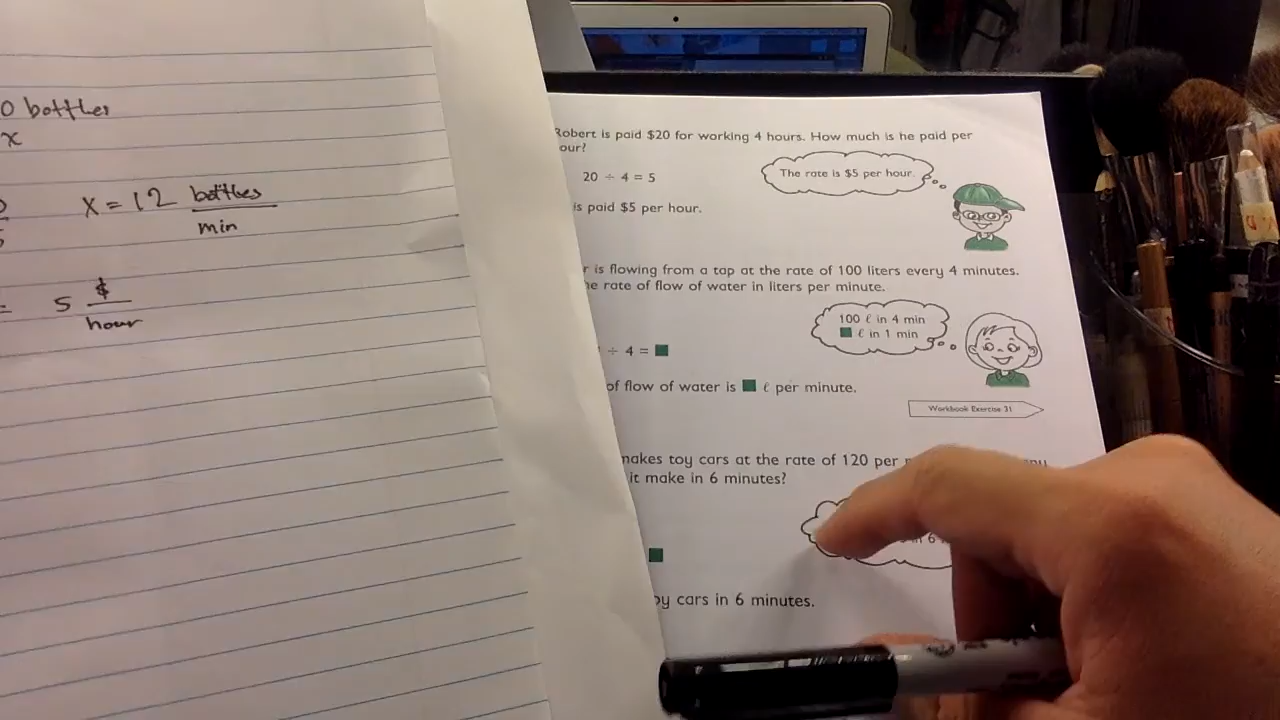 0 bottles
x
x = 12 bottles
min
= 5 $
hour
Robert is paid $20 for working 4 hours. How much is he paid per
our?
20 ÷ 4 = 5
The rate is $5 per hour.
is paid $5 per hour.
r is flowing from a tap at the rate of 100 liters every 4 minutes.
e rate of flow of water in liters per minute.
100 ℓ in 4 min
■ ℓ in 1 min
÷ 4 = ■
of flow of water is ■ ℓ per minute.
Workbook Exercise 31
makes toy cars at the rate of 120 per
it make in 6 minutes?
in 6
■
oy cars in 6 minutes.